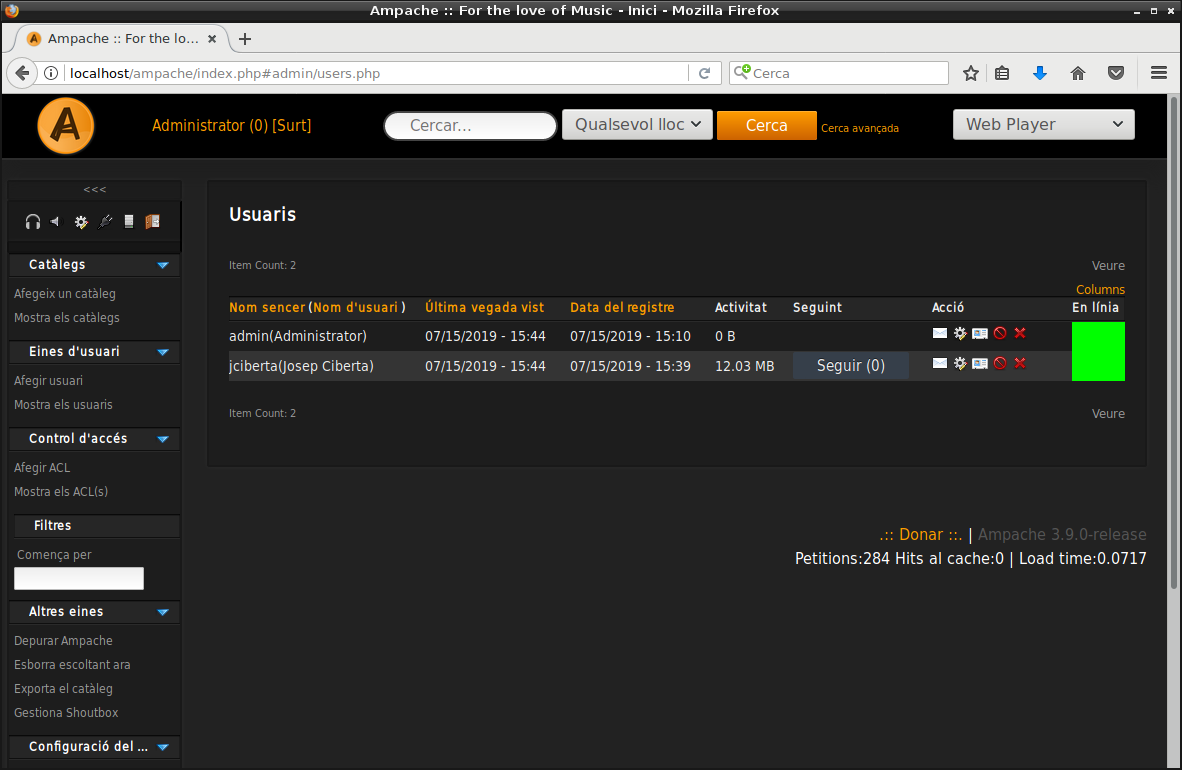 Ampache :: For the love of Music - Inici - Mozilla Firefox
Ampache :: For the lo...
localhost/ampache/index.php#admin/users.php
Cerca
Administrator (0) [Surt]
Cercar...
Qualsevol lloc
Cerca
Cerca avançada
Web Player
<<<
Catàlegs
Afegeix un catàleg
Mostra els catàlegs
Eines d'usuari
Afegir usuari
Mostra els usuaris
Control d'accés
Afegir ACL
Mostra els ACL(s)
Filtres
Comença per
Altres eines
Depurar Ampache
Esborra escoltant ara
Exporta el catàleg
Gestiona Shoutbox
Configuració del ...
Usuaris
Item Count: 2 Veure
Columns
Nom sencer (Nom d'usuari ) Última vegada vist Data del registre Activitat Seguint Acció En línia
admin(Administrator) 07/15/2019 - 15:44 07/15/2019 - 15:10 0 B
jciberta(Josep Ciberta) 07/15/2019 - 15:44 07/15/2019 - 15:39 12.03 MB Seguir (0)
Item Count: 2 Veure
.:: Donar ::. | Ampache 3.9.0-release
Petitions:284 Hits al cache:0 | Load time:0.0717